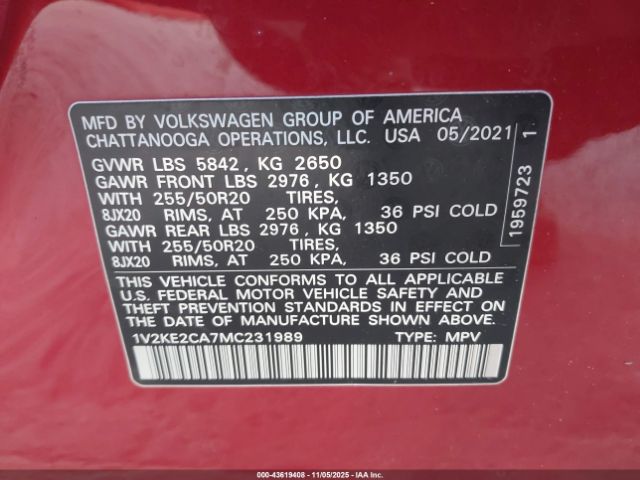 MFD BY VOLKSWAGEN GROUP OF AMERICA
CHATTANOOGA OPERATIONS, LLC. USA 05/2021
GVWR LBS 5842, KG 2650
GAWR FRONT LBS 2976, KG 1350
WITH 255/50R20 TIRES,
8JX20 RIMS, AT 250 KPA, 36 PSI COLD
GAWR REAR LBS 2976, KG 1350
WITH 255/50R20 TIRES,
8JX20 RIMS, AT 250 KPA, 36 PSI COLD
THIS VEHICLE CONFORMS TO ALL APPLICABLE
U.S. FEDERAL MOTOR VEHICLE SAFETY AND
THEFT PREVENTION STANDARDS IN EFFECT ON
THE DATE OF MANUFACTURE SHOWN ABOVE.
1V2KE2CA7MC231989 TYPE: MPV
1959723 1
000-43619408 - 11/05/2025 - IAAI.COM